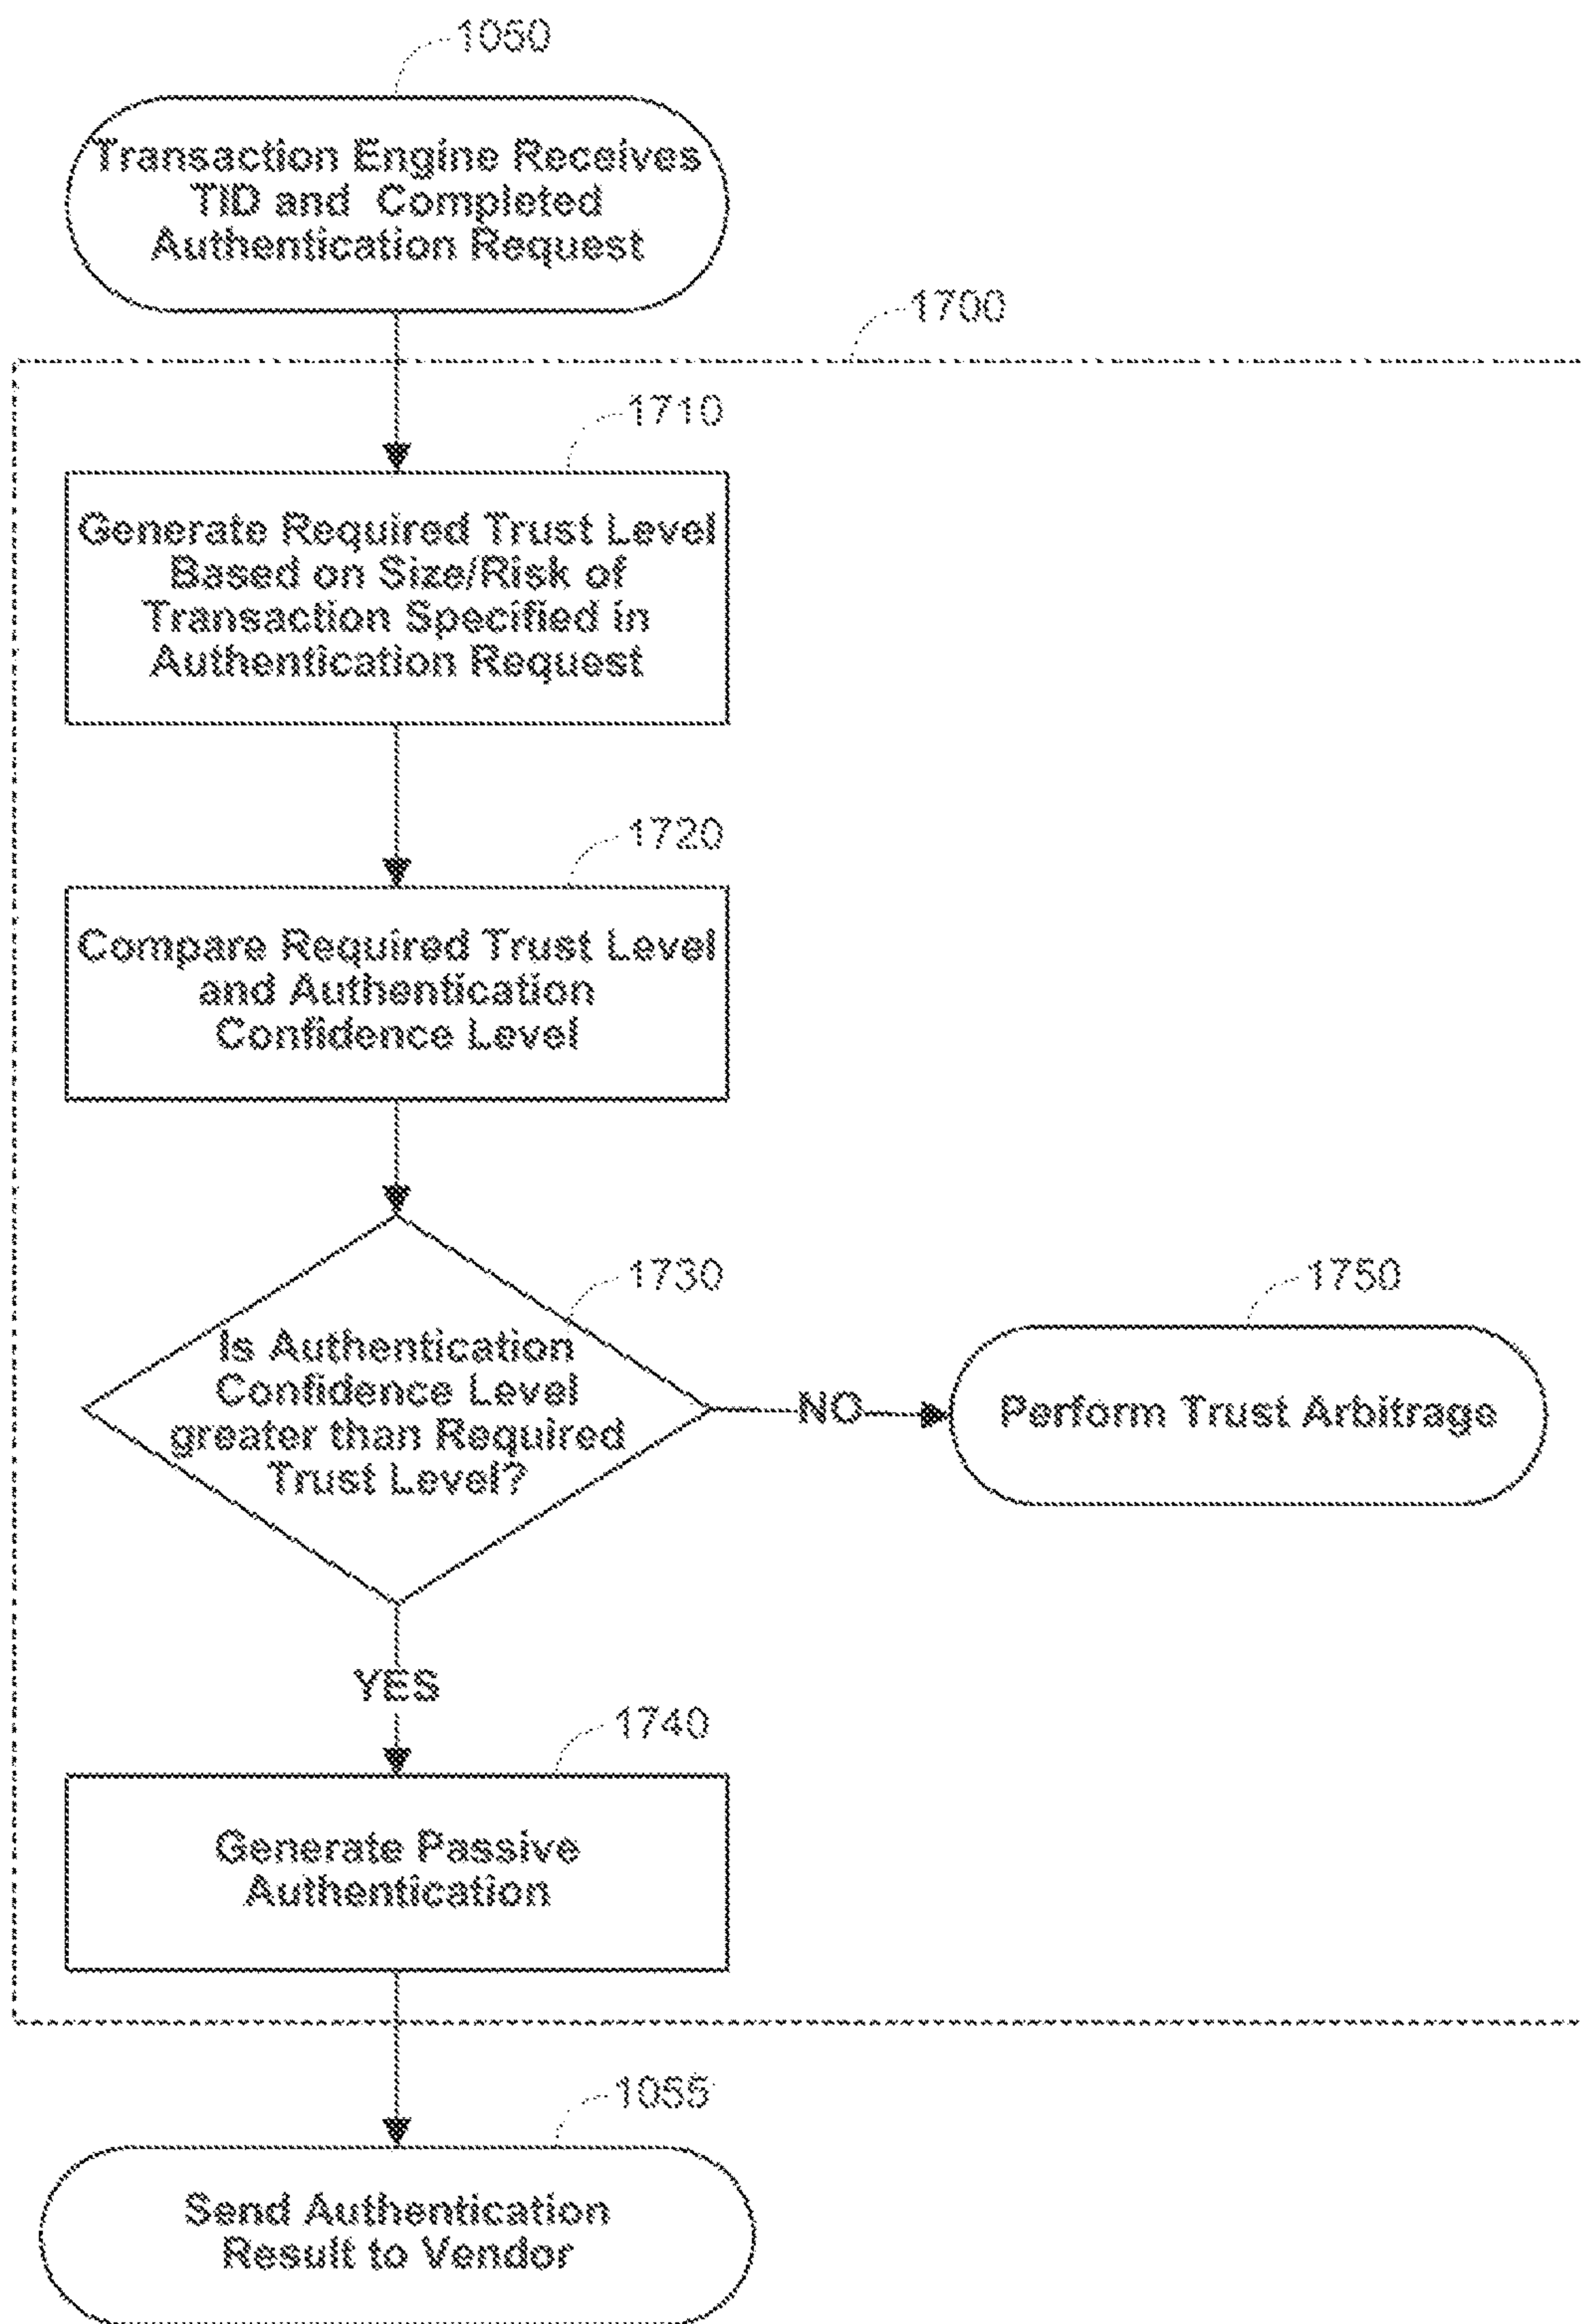 1050
Transaction Engine Receives
TID and Completed
Authentication Request
1700
1710
Generate Required Trust Level
Based on Size/Risk of
Transaction Specified in
Authentication Request
1720
Compare Required Trust Level
and Authentication
Confidence Level
1730
Is Authentication
Confidence Level
greater than Required
Trust Level?
NO
1750
Perform Trust Arbitrage
YES
1740
Generate Passive
Authentication
1055
Send Authentication
Result to Vendor